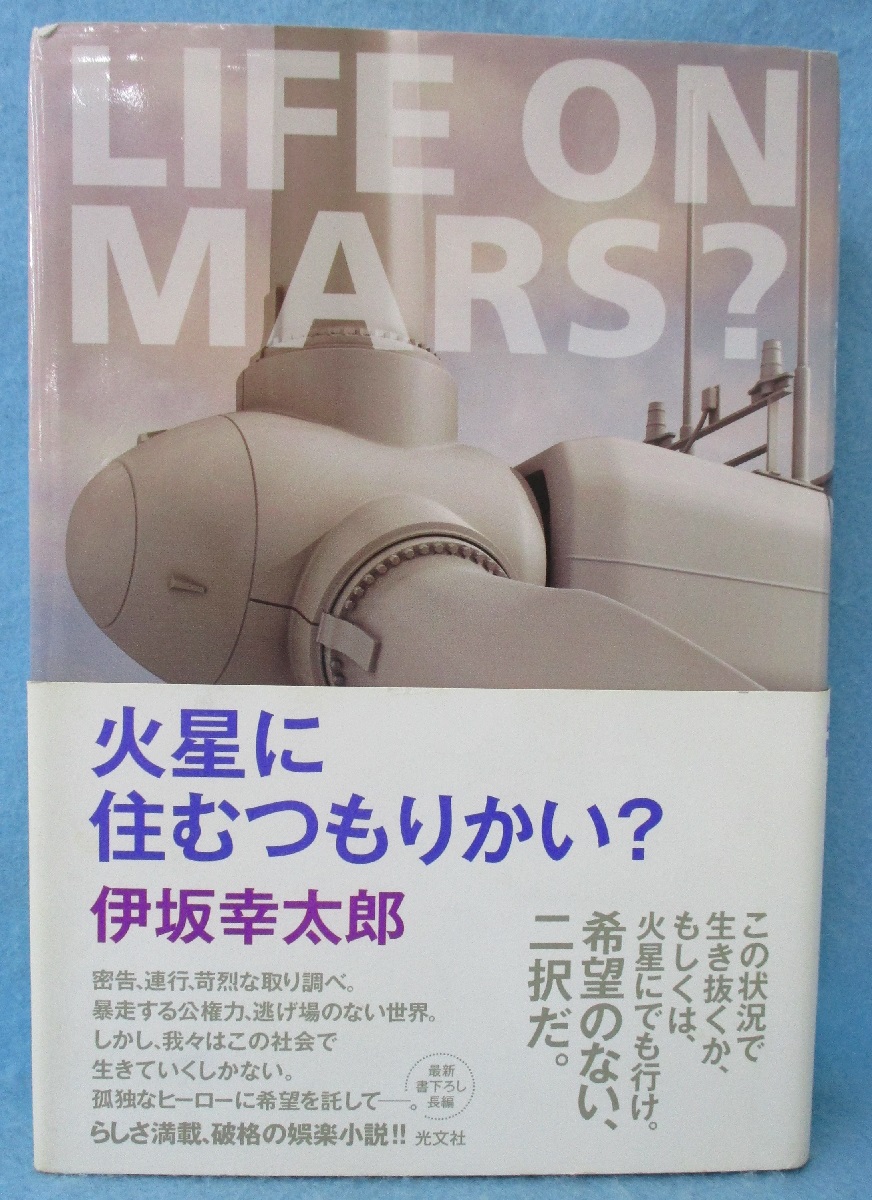 LIFE ON
MARS?
火星に
住むつもりかい?
伊坂幸太郎
密告、連行、苛烈な取り調べ。
暴走する公権力、逃げ場のない世界。
しかし、我々はこの社会で
生きていくしかない。
孤独なヒーローに希望を託して──。
らしさ満載、破格の娯楽小説!!
最新
書下ろし
長編
光文社
この状況で
生き抜くか、
もしくは、
火星にでも行け。
希望のない、
二択だ。